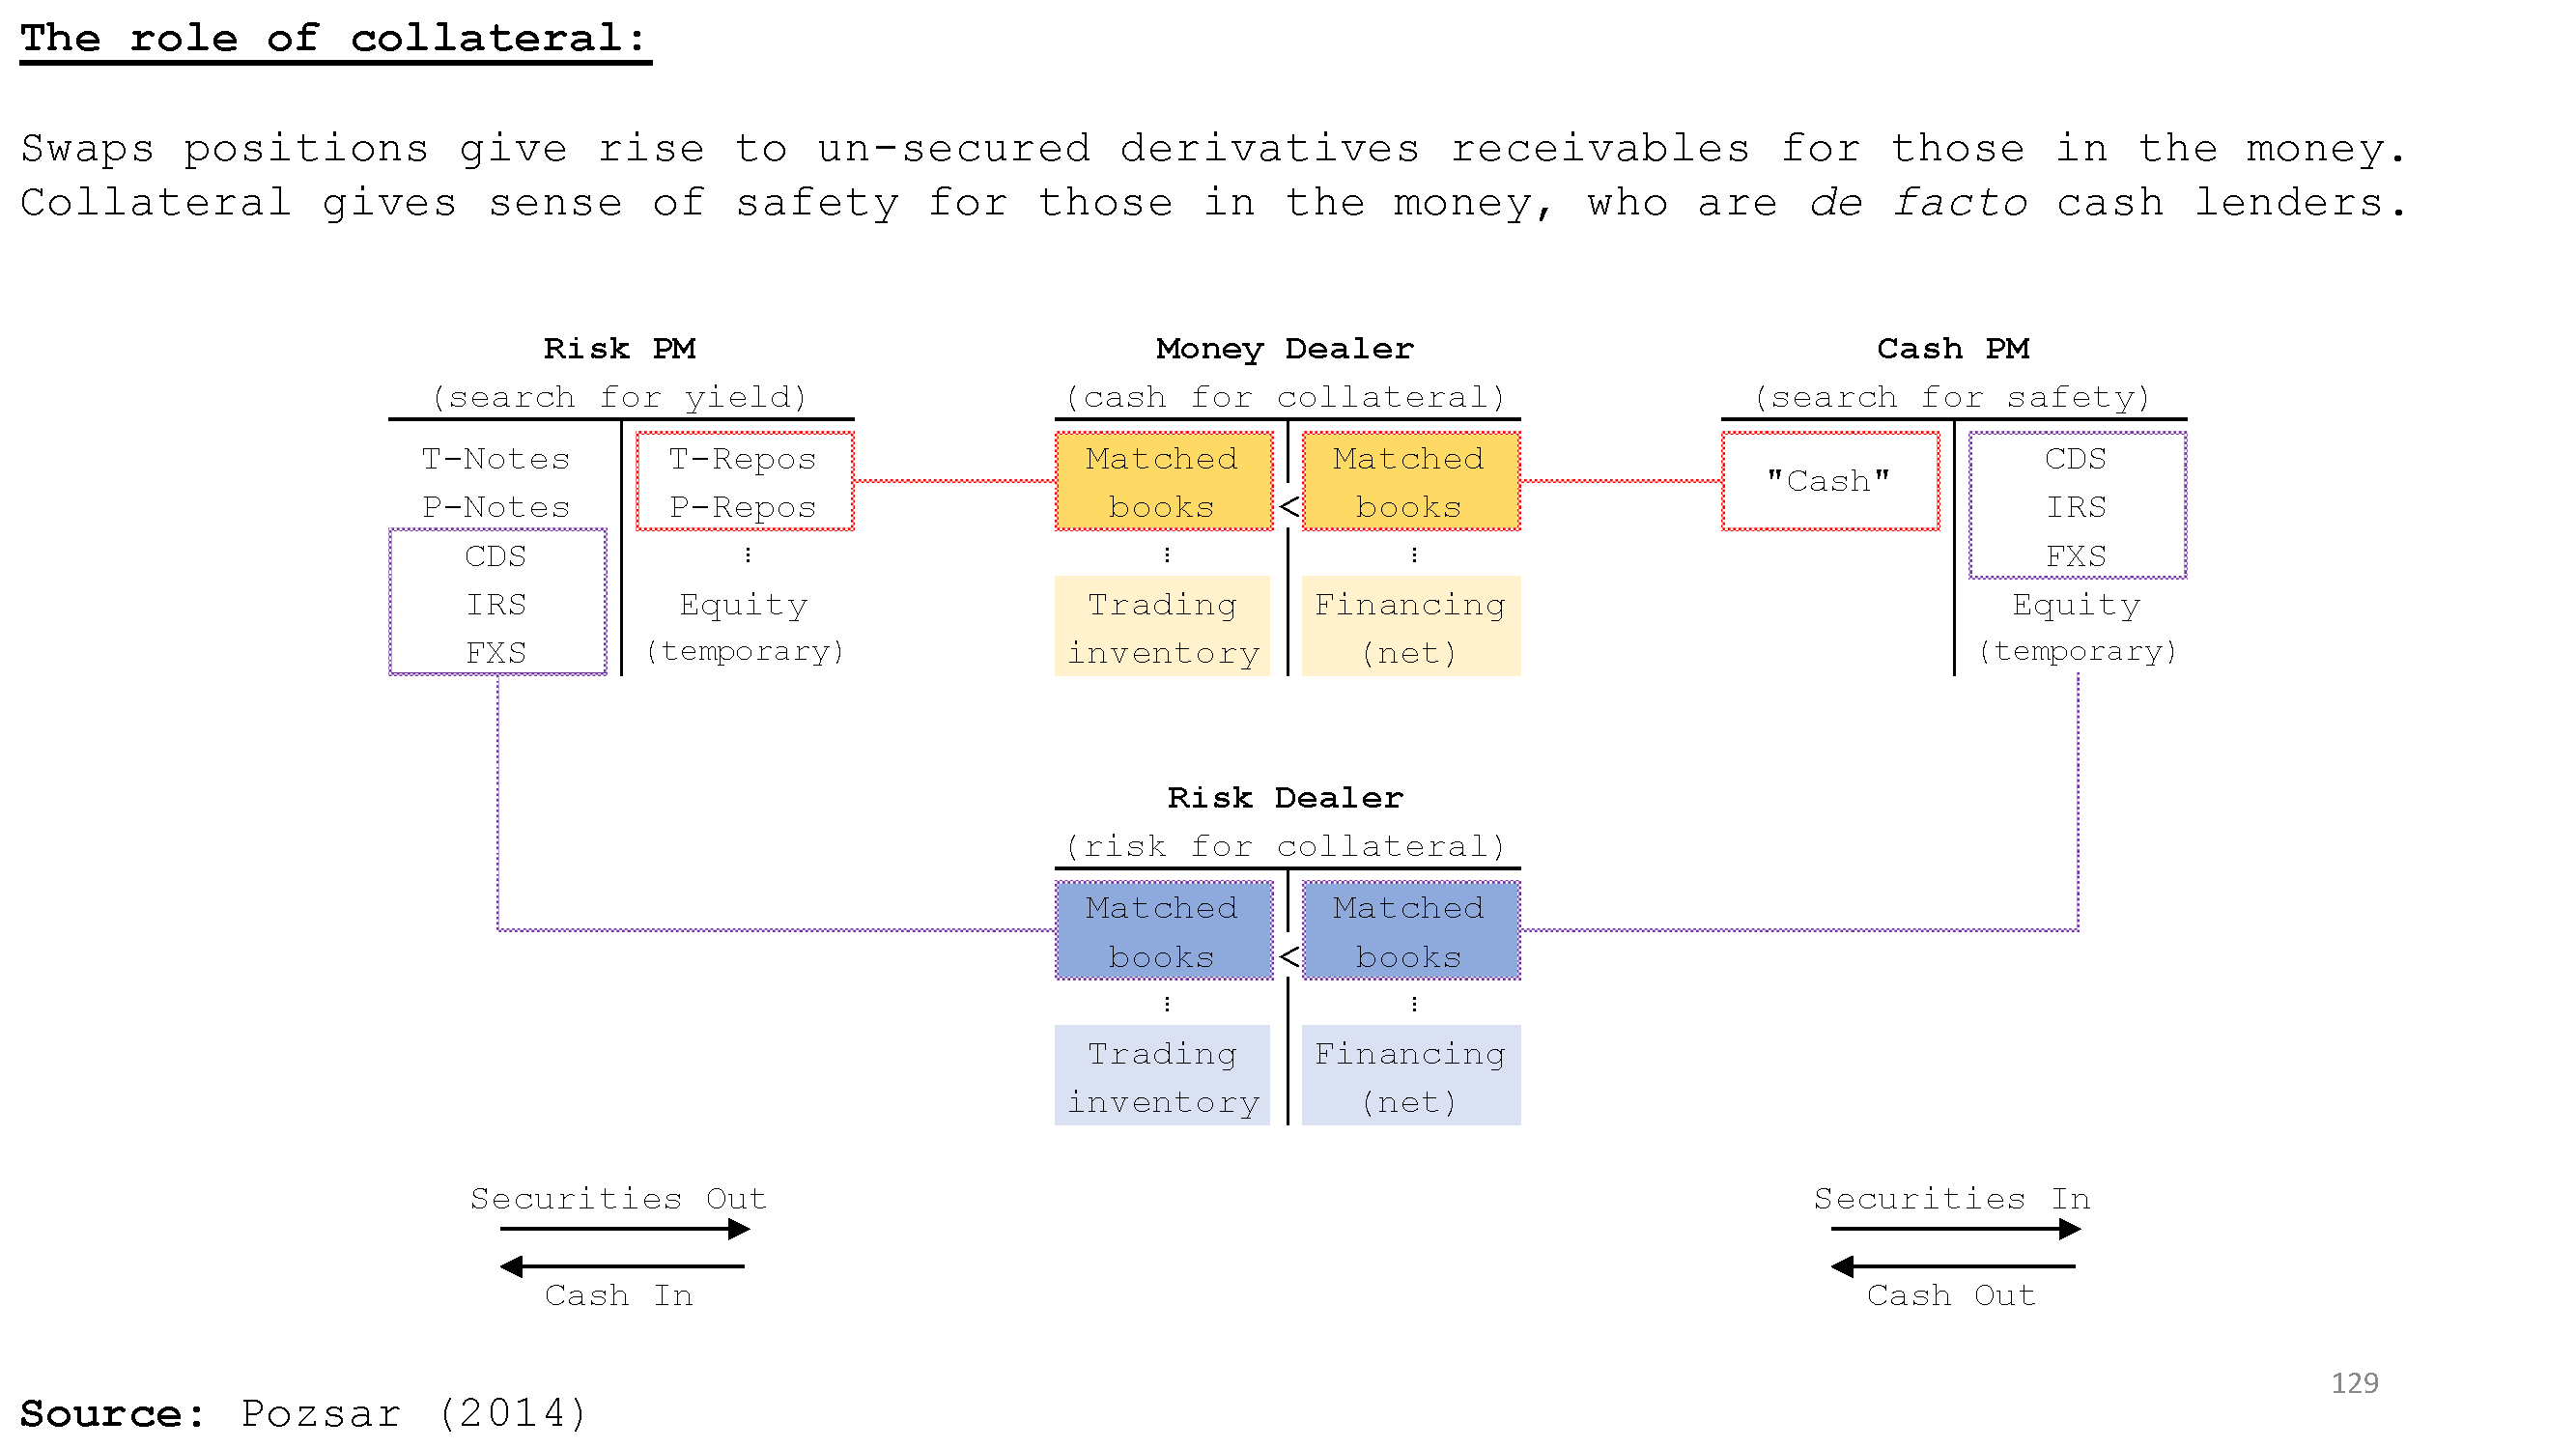 The role of collateral:
Swaps positions give rise to un-secured derivatives receivables for those in the money.
Collateral gives sense of safety for those in the money, who are de facto cash lenders.
Risk PM
(search for yield)
T-Notes
P-Notes
CDS
IRS
FXS
T-Repos
P-Repos
⋮
Equity
(temporary)
Money Dealer
(cash for collateral)
Matched
books
⋮
Trading
inventory
<
Matched
books
⋮
Financing
(net)
Cash PM
(search for safety)
"Cash"
CDS
IRS
FXS
Equity
(temporary)
Risk Dealer
(risk for collateral)
Matched
books
⋮
Trading
inventory
<
Matched
books
⋮
Financing
(net)
Securities Out
Cash In
Securities In
Cash Out
129
Source: Pozsar (2014)